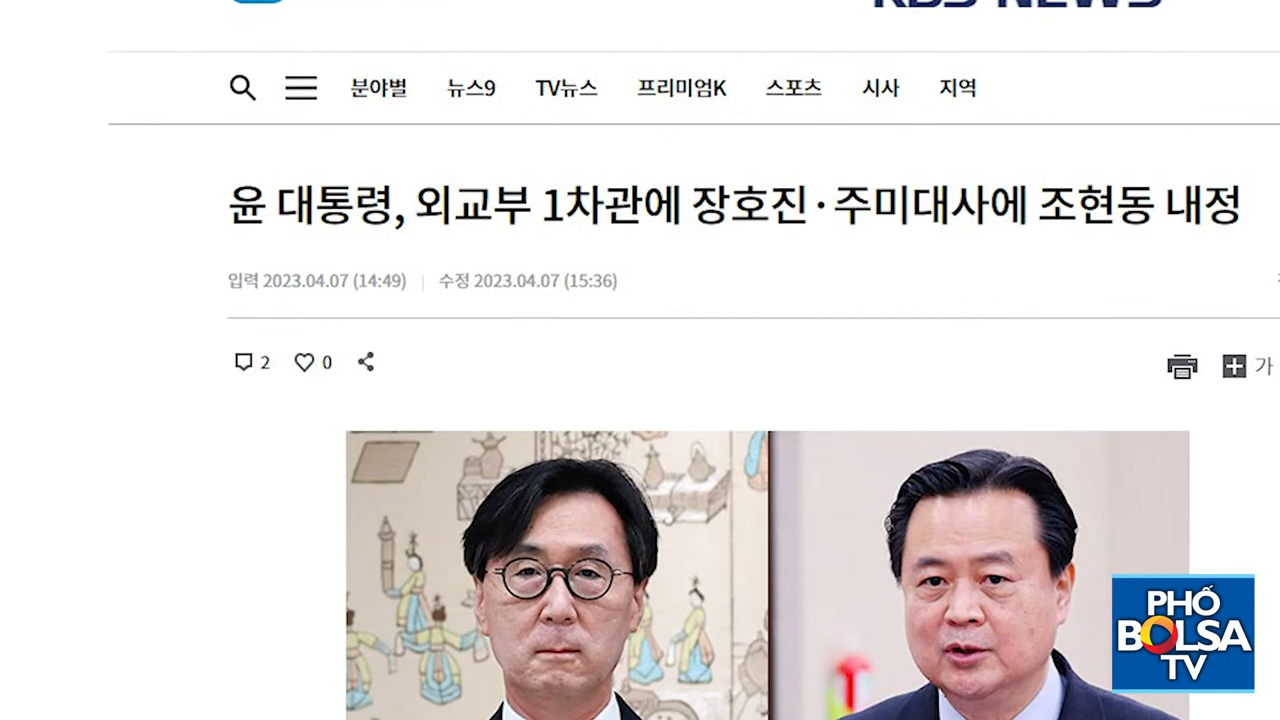 KBS NEWS
분야별 뉴스9 TV뉴스 프리미엄K 스포츠 시사 지역
윤 대통령, 외교부 1차관에 장호진·주미대사에 조현동 내정
입력 2023.04.07 (14:49) | 수정 2023.04.07 (15:36)
2 0
가
PHỐ
BOLSA
TV